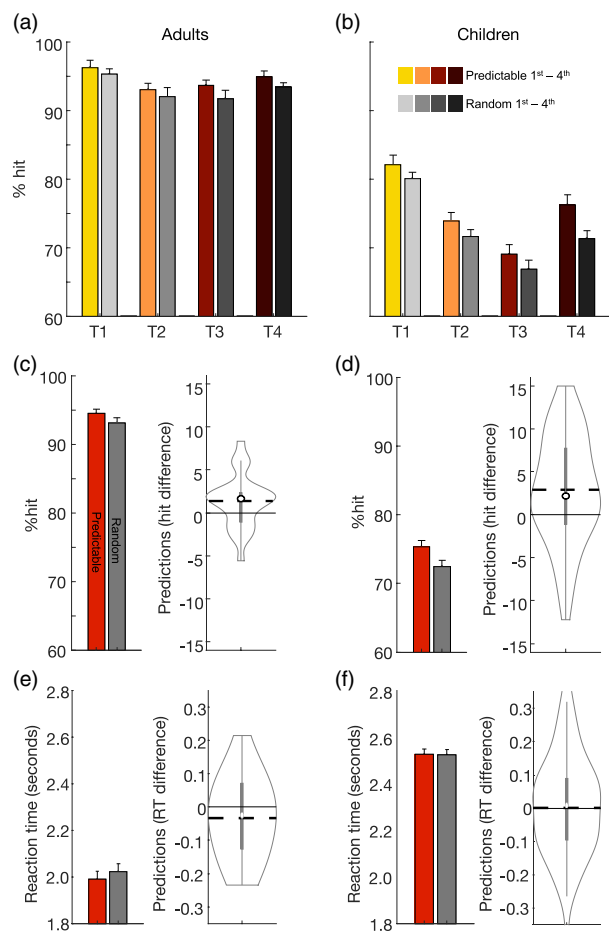 (a) Adults
(b) Children
% hit
100
90
80
70
60
T1 T2 T3 T4
Predictable 1st – 4th
Random 1st – 4th
T1 T2 T3 T4
(c)
%hit
100
90
80
70
60
Predictable
Random
Predictions (hit difference)
15
10
5
0
-5
-10
-15
(d)
%hit
100
90
80
70
60
Predictions (hit difference)
15
10
5
0
-5
-10
-15
(e)
Reaction time (seconds)
2.8
2.6
2.4
2.2
2.0
1.8
Predictions (RT difference)
0.3
0.2
0.1
0
-0.1
-0.2
-0.3
(f)
Reaction time (seconds)
2.8
2.6
2.4
2.2
2.0
1.8
Predictions (RT difference)
0.3
0.2
0.1
0
-0.1
-0.2
-0.3